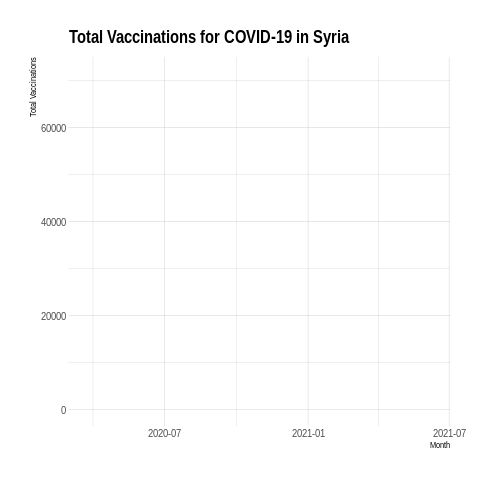 Total Vaccinations for COVID-19 in Syria
Total Vaccinations
60000
40000
20000
0
2020-07
2021-01
2021-07
Month